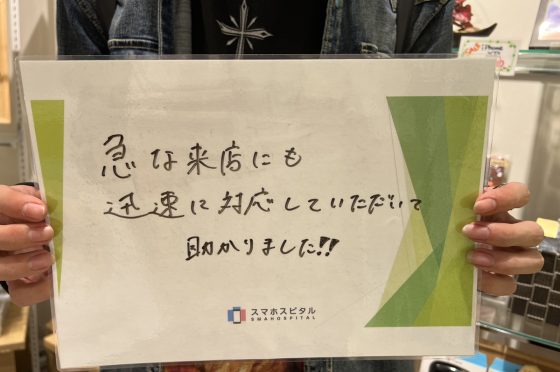 急な来店にも
迅速に対応していただいて
助かりました!!
スマホスピタル
SMAHOSPITAL
iPhone